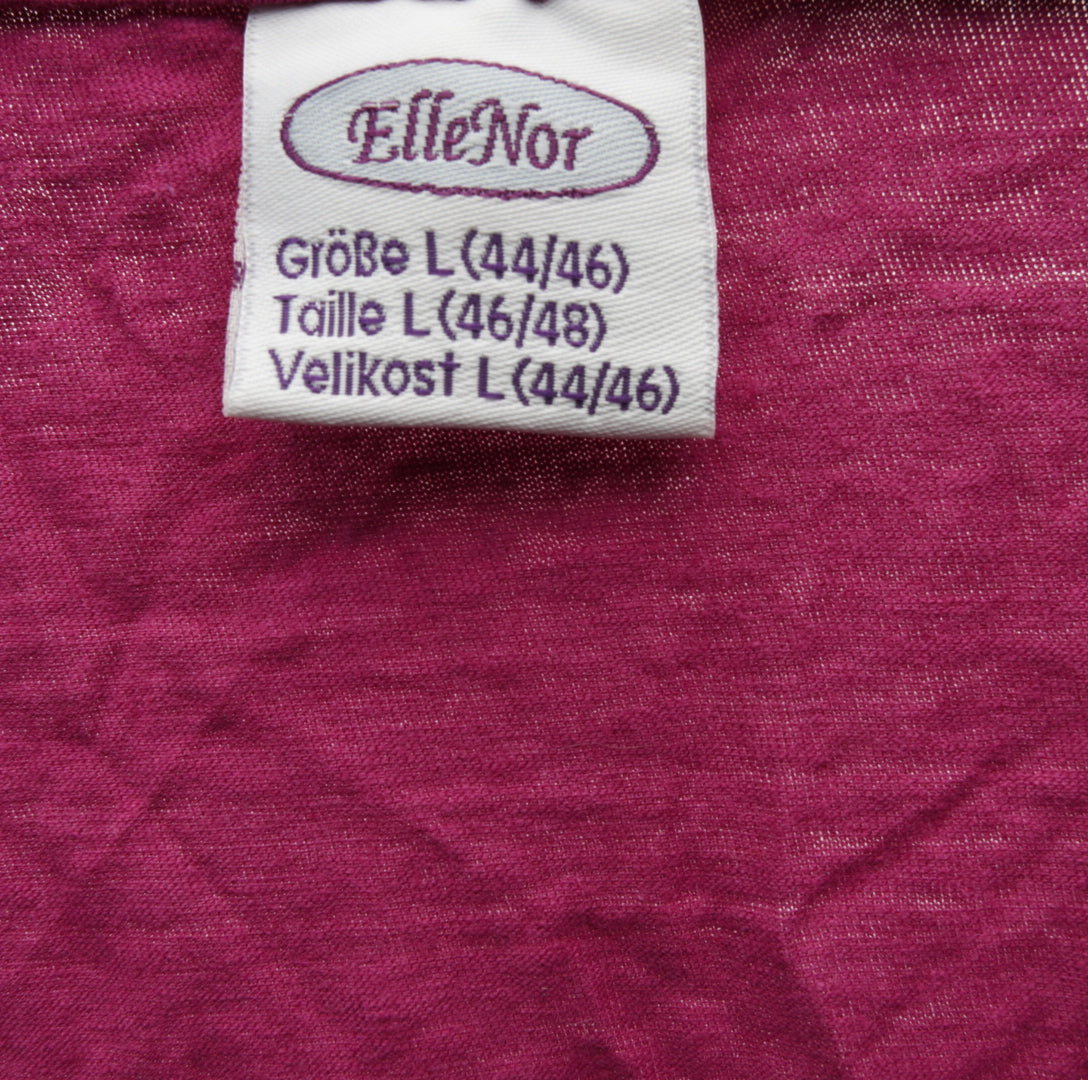 ElleNor
Größe L (44/46)
Taille L (46/48)
Velikost L (44/46)